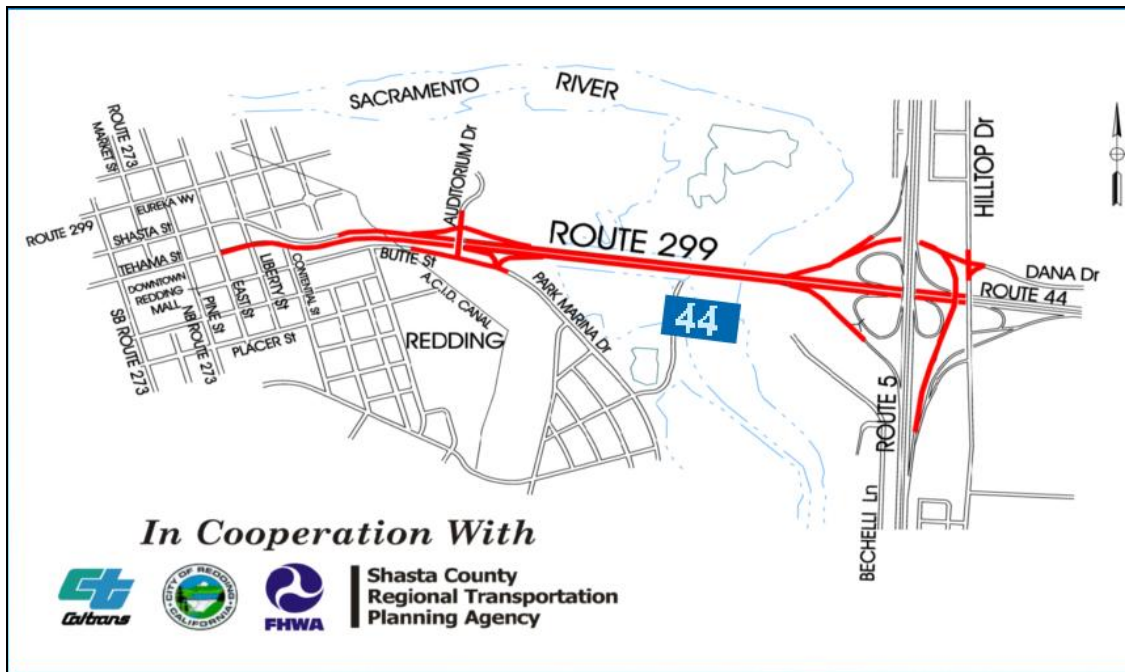 SACRAMENTO
RIVER
ROUTE 273
MARKET St
EUREKA Wy
ROUTE 299
SHASTA St
TEHAMA St
DOWNTOWN
REDDING
MALL
SB ROUTE 273
NB ROUTE 273
PINE St
EAST St
LIBERTY St
CONTENTIAL St
PLACER St
AUDITORIUM Dr
BUTTE St
A.C.I.D. CANAL
REDDING
PARK MARINA Dr
ROUTE 299
44
HILLTOP Dr
DANA Dr
ROUTE 44
ROUTE 5
BECHELLI Ln
In Cooperation With
Caltrans
CITY OF REDDING
CALIFORNIA
FHWA
Shasta County
Regional Transportation
Planning Agency